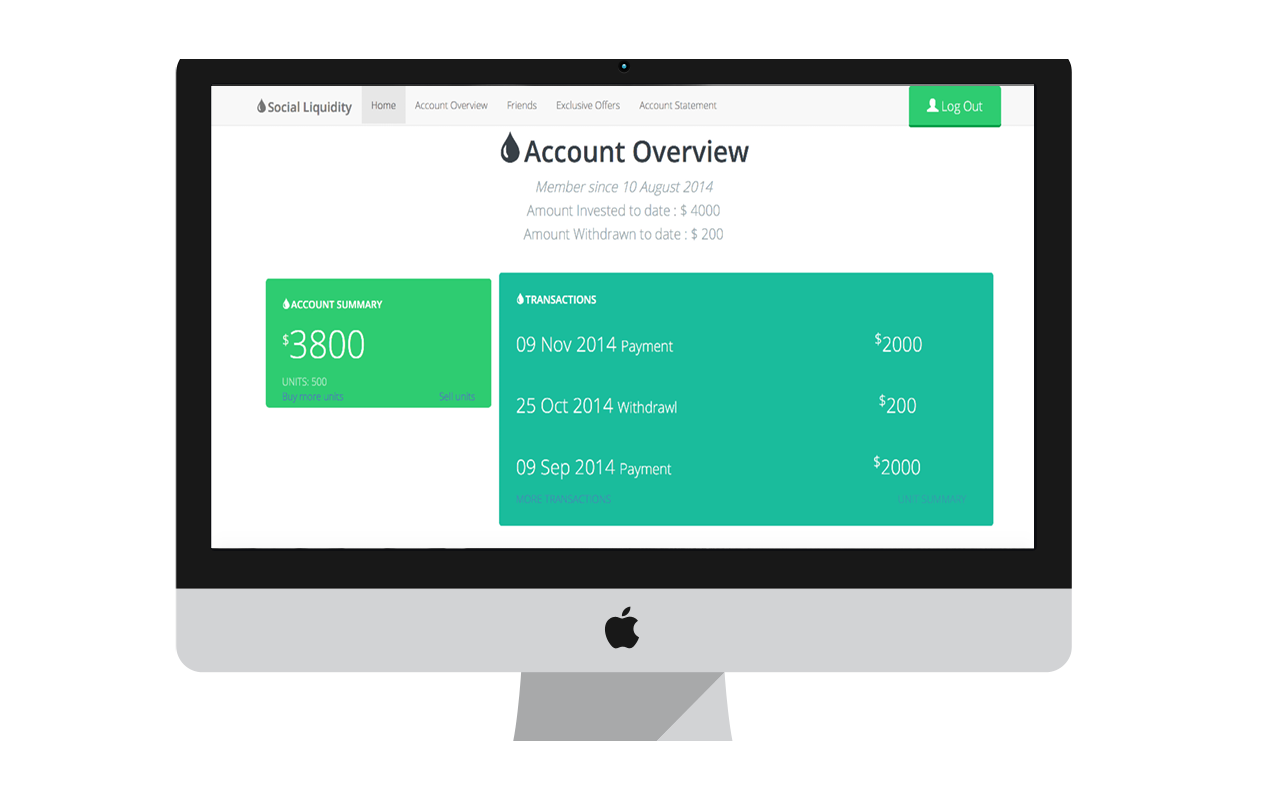 Social Liquidity Home Account Overview Friends Exclusive Offers Account Statement Log Out
Account Overview
Member since 10 August 2014
Amount Invested to date : $ 4000
Amount Withdrawn to date : $ 200
ACCOUNT SUMMARY
$3800
UNITS: 500
Buy more units Sell units
TRANSACTIONS
09 Nov 2014 Payment $2000
25 Oct 2014 Withdrawl $200
09 Sep 2014 Payment $2000
MORE TRANSACTIONS UNIT SUMMARY